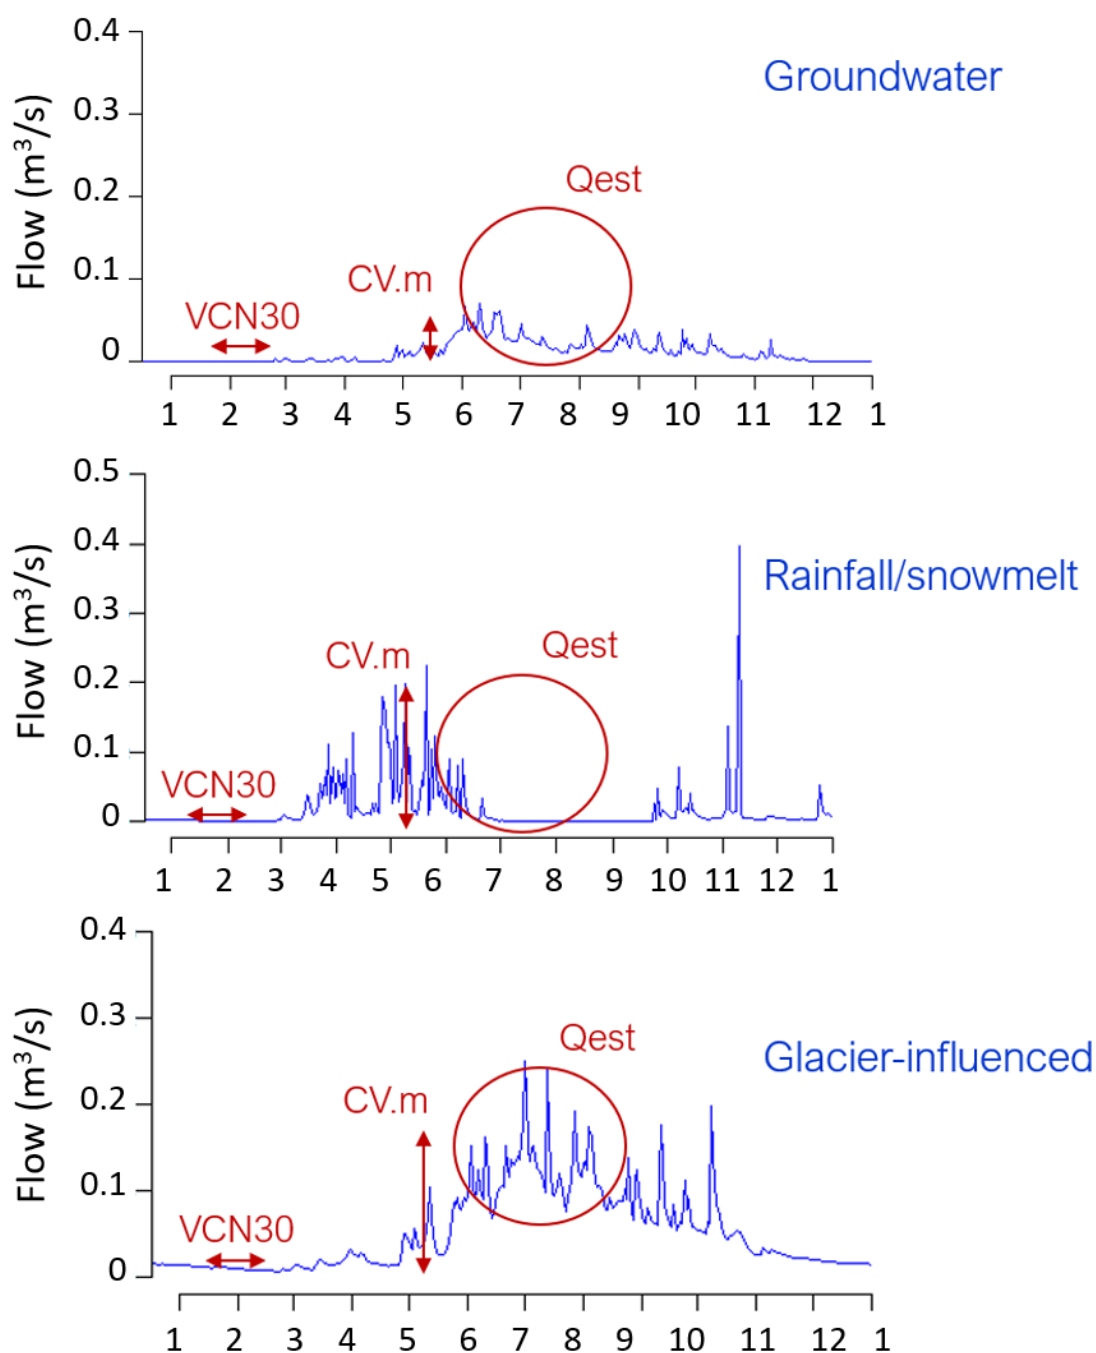 0.4
Groundwater
0.3
Flow (m³/s)
0.2
Qest
0.1
CV.m
VCN30
0
1 2 3 4 5 6 7 8 9 10 11 12 1
0.5
0.4
Rainfall/snowmelt
0.3
Flow (m³/s)
CV.m
Qest
0.2
0.1
VCN30
0
1 2 3 4 5 6 7 8 9 10 11 12 1
0.4
0.3
Flow (m³/s)
Qest
Glacier-influenced
0.2
CV.m
0.1
VCN30
0
1 2 3 4 5 6 7 8 9 10 11 12 1